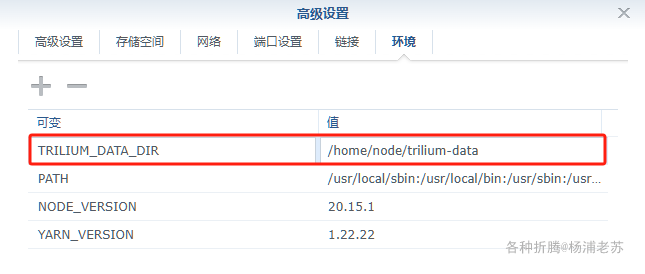 高级设置
高级设置 存储空间 网络 端口设置 链接 环境
可变 值
TRILIUM_DATA_DIR /home/node/trilium-data
PATH /usr/local/sbin:/usr/local/bin:/usr/sbin:/usr...
NODE_VERSION 20.15.1
YARN_VERSION 1.22.22
各种折腾@杨浦老苏